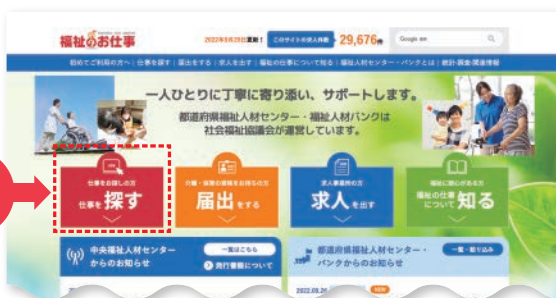 福祉のお仕事
2022年9月28日更新！
このサイトの求人件数 29,676件
Google
初めてご利用の方へ | 仕事を探す | 届出をする | 求人を出す | 福祉の仕事について知る | 福祉人材センター・バンクとは | 統計・調査・関連情報
一人ひとりに丁寧に寄り添い、サポートします。
都道府県福祉人材センター・福祉人材バンクは
社会福祉協議会が運営しています。
仕事をお探しの方
仕事を探す
介護・保育の資格をお持ちの方
届出をする
求人事業所の方
求人を出す
福祉に関心がある方
福祉の仕事について知る
中央福祉人材センター
からのお知らせ
一覧はこちら
発行書籍について
都道府県福祉人材センター・
バンクからのお知らせ
一覧・絞り込み
2022.09.26
NEW